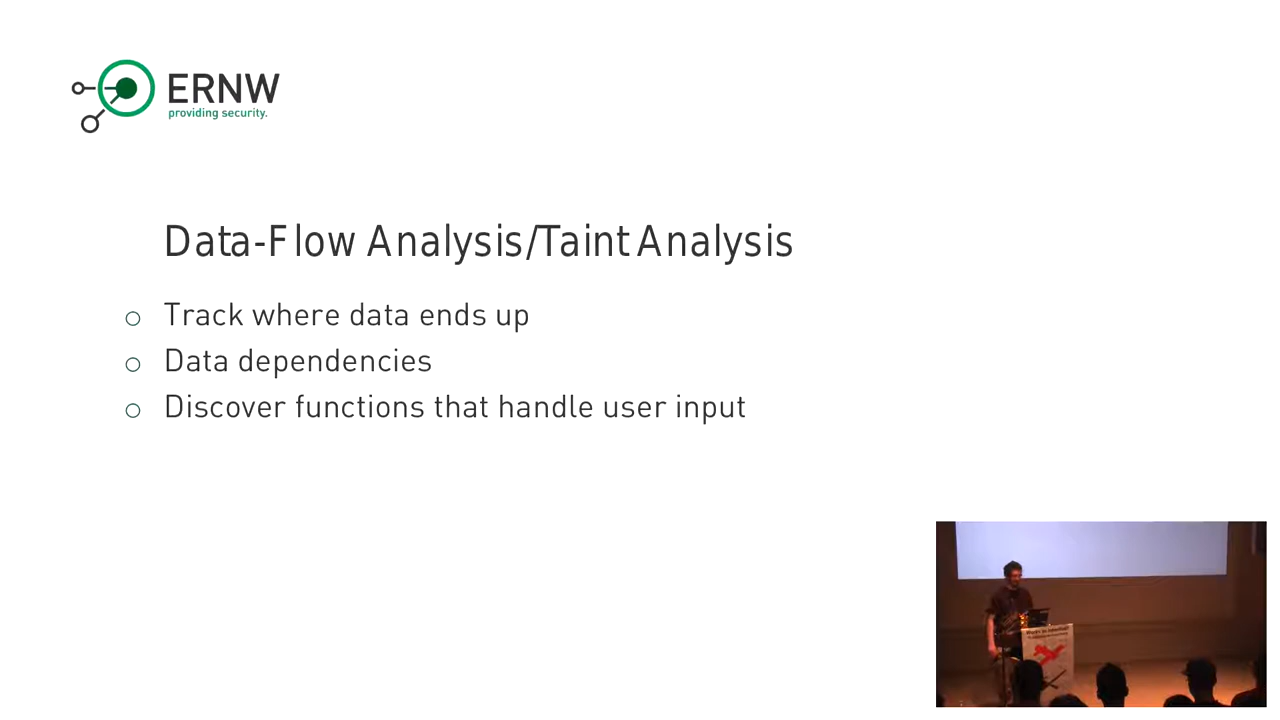 ERNW
providing security.
Data-Flow Analysis/Taint Analysis
Track where data ends up
Data dependencies
Discover functions that handle user input